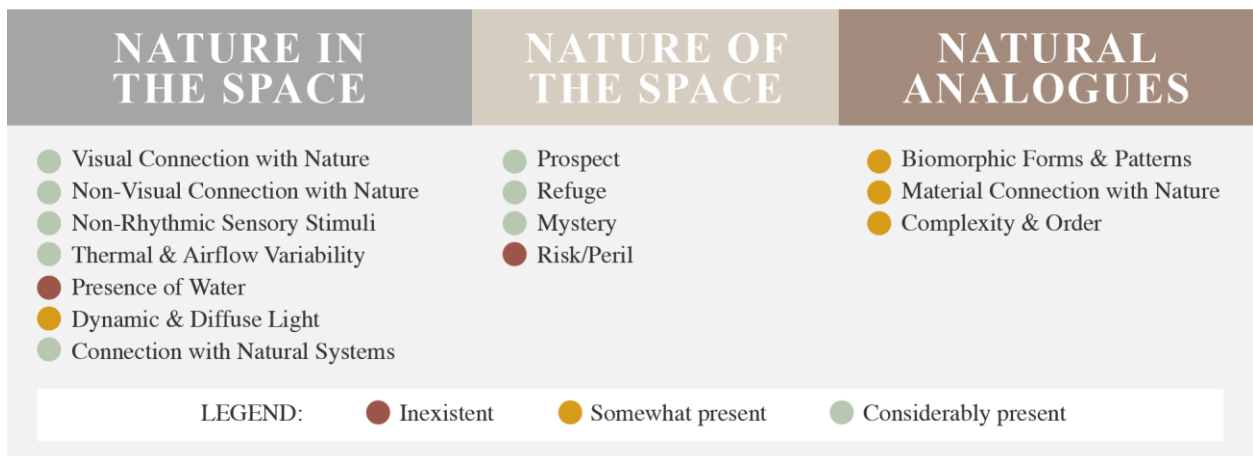 NATURE IN
THE SPACE
NATURE OF
THE SPACE
NATURAL
ANALOGUES
Visual Connection with Nature
Non-Visual Connection with Nature
Non-Rhythmic Sensory Stimuli
Thermal & Airflow Variability
Presence of Water
Dynamic & Diffuse Light
Connection with Natural Systems
Prospect
Refuge
Mystery
Risk/Peril
Biomorphic Forms & Patterns
Material Connection with Nature
Complexity & Order
LEGEND: Inexistent Somewhat present Considerably present